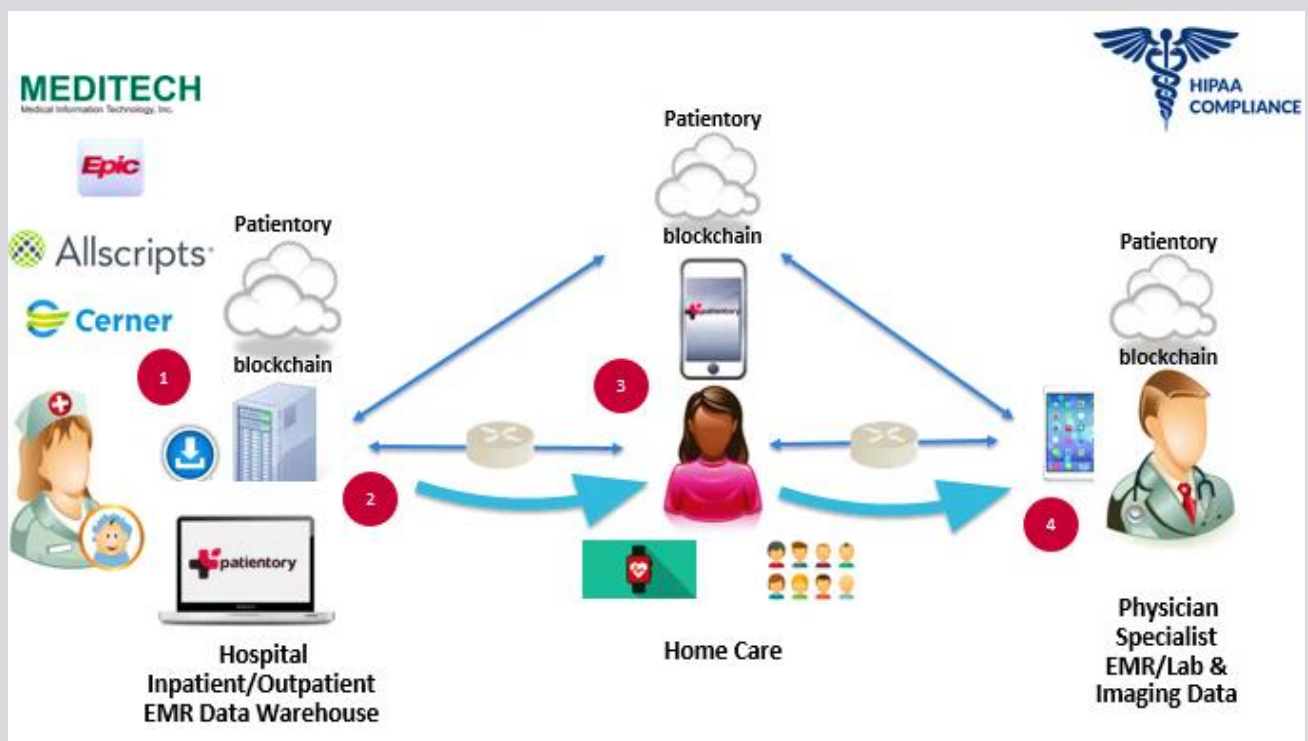 MEDITECH
Medical Information Technology, Inc.
HIPAA
COMPLIANCE
Epic
Allscripts
Cerner
Patientory
blockchain
1
patientory
2
Hospital
Inpatient/Outpatient
EMR Data Warehouse
Patientory
blockchain
patientory
3
Home Care
Patientory
blockchain
4
Physician
Specialist
EMR/Lab &
Imaging Data